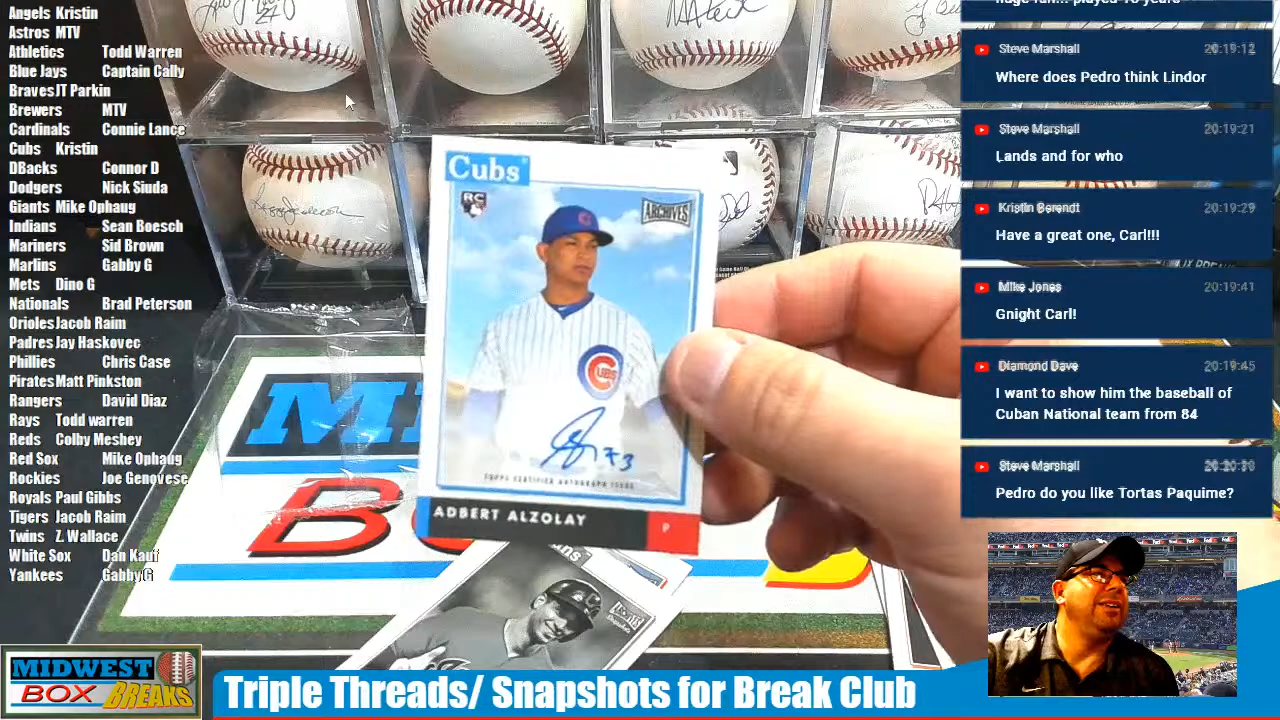 Angels Kristin
Astros MTV
Athletics Todd Warren
Blue Jays Captain Cally
Braves JT Parkin
Brewers MTV
Cardinals Connie Lance
Cubs Kristin
DBacks Connor D
Dodgers Nick Siuda
Giants Mike Ophaug
Indians Sean Boesch
Mariners Sid Brown
Marlins Gabby G
Mets Dino G
Nationals Brad Peterson
Orioles Jacob Raim
Padres Jay Haskovec
Phillies Chris Case
Pirates Matt Pinkston
Rangers David Diaz
Rays Todd warren
Reds Colby Meshey
Red Sox Mike Ophaug
Rockies Joe Genovese
Royals Paul Gibbs
Tigers Jacob Raim
Twins Z. Wallace
White Sox Dan Kauf
Yankees Gabby G
Cubs
RC
ARCHIVES
CUBS
73
TOPPS CERTIFIED AUTOGRAPH ISSUE
ADBERT ALZOLAY
P
Steve Marshall 20:19:12
Where does Pedro think Lindor
Steve Marshall 20:19:21
Lands and for who
Kristin Berendt 20:19:29
Have a great one, Carl!!!
Mike Jones 20:19:41
Gnight Carl!
Diamond Dave 20:19:45
I want to show him the baseball of
Cuban National team from 84
Steve Marshall
Pedro do you like Tortas Paquime?
MIDWEST
BOX BREAKS
Triple Threads/ Snapshots for Break Club